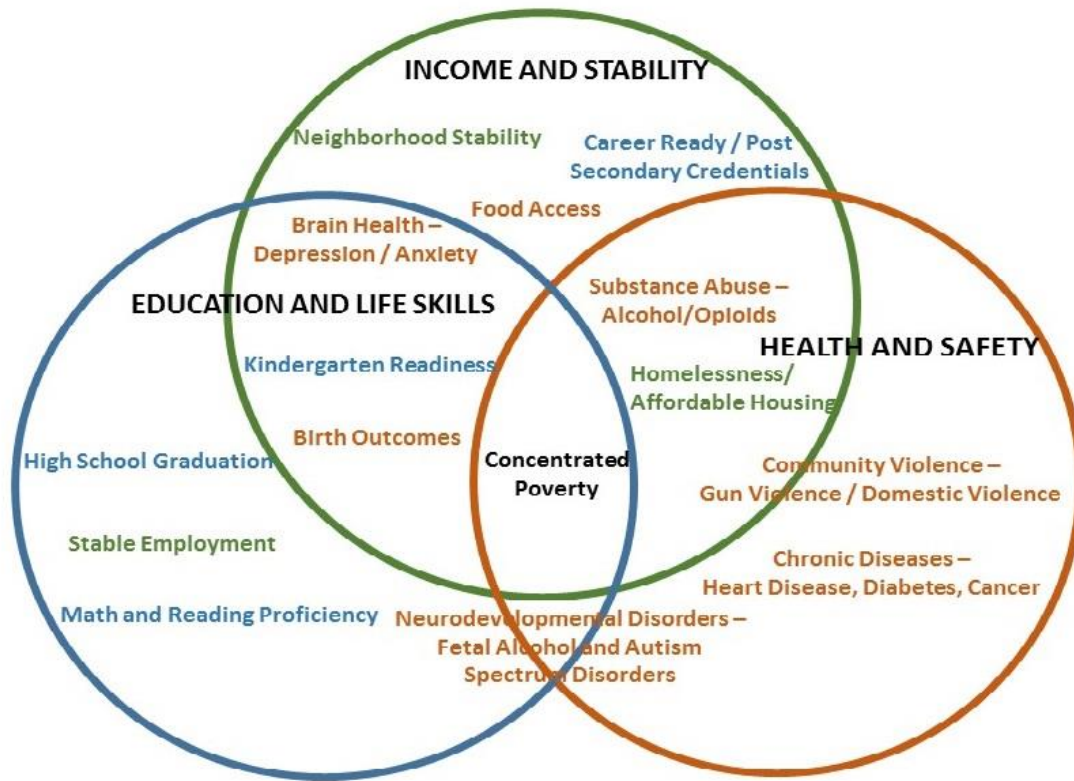 INCOME AND STABILITY
Neighborhood Stability
Career Ready / Post
Secondary Credentials
Food Access
Brain Health –
Depression / Anxiety
EDUCATION AND LIFE SKILLS
Substance Abuse –
Alcohol/Opioids
HEALTH AND SAFETY
Kindergarten Readiness
Homelessness/
Affordable Housing
Birth Outcomes
High School Graduation
Concentrated
Poverty
Community Violence –
Gun Violence / Domestic Violence
Stable Employment
Chronic Diseases –
Heart Disease, Diabetes, Cancer
Math and Reading Proficiency
Neurodevelopmental Disorders –
Fetal Alcohol and Autism
Spectrum Disorders